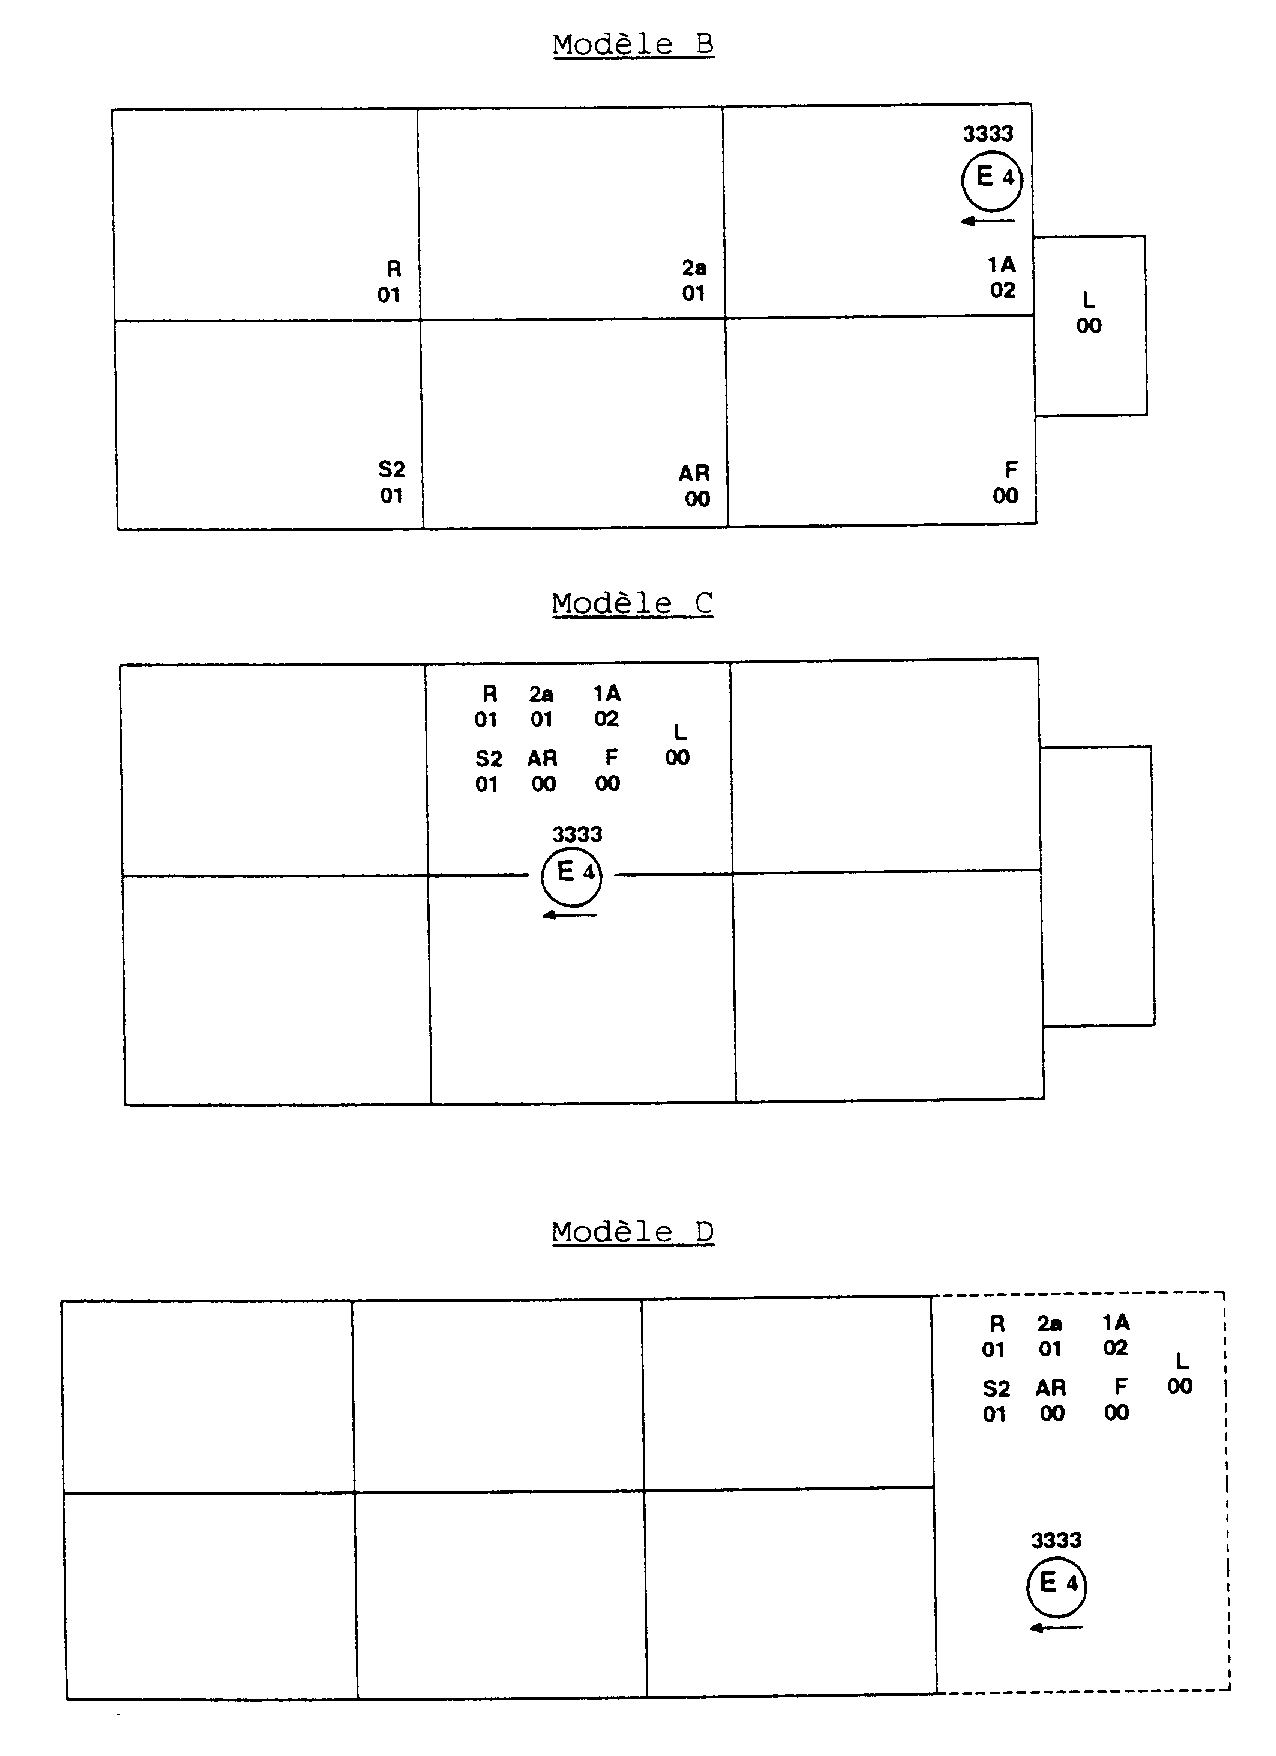 Modèle B
3333
E 4
R 2a 1A
01 01 02
L
00
S2 AR F
01 00 00
Modèle C
R 2a 1A
01 01 02
L
S2 AR F 00
01 00 00
3333
E 4
Modèle D
R 2a 1A
01 01 02
L
S2 AR F 00
01 00 00
3333
E 4